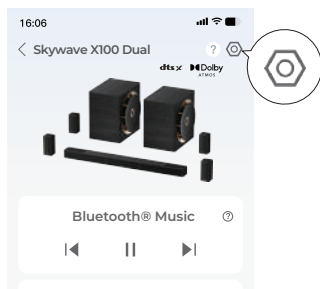 16:06
Skywave X100 Dual ?
dts x Dolby
ATMOS
Bluetooth® Music ?